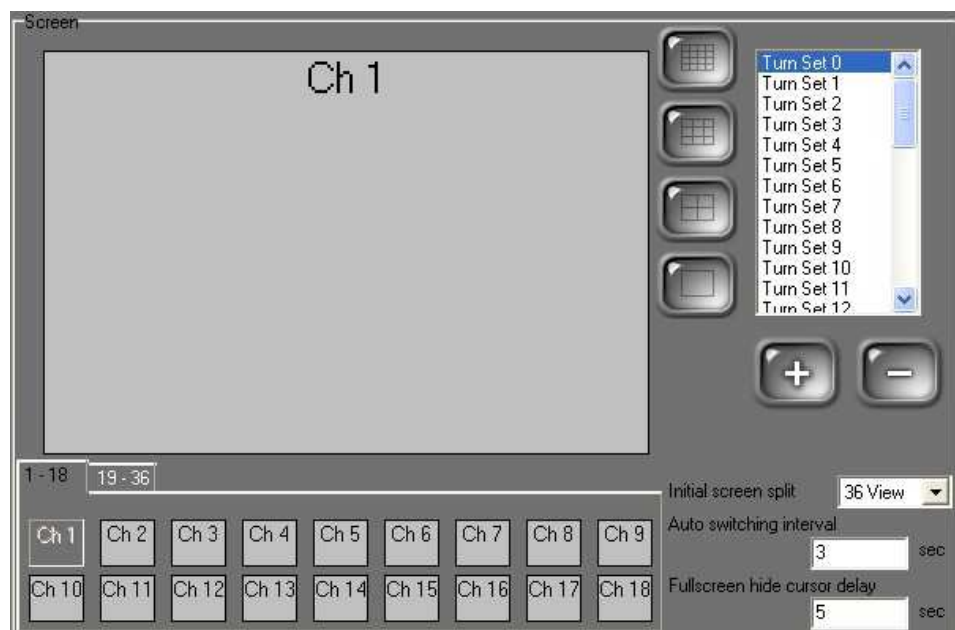 Screen
Ch 1
Turn Set 0
Turn Set 1
Turn Set 2
Turn Set 3
Turn Set 4
Turn Set 5
Turn Set 6
Turn Set 7
Turn Set 8
Turn Set 9
Turn Set 10
Turn Set 11
Turn Set 12
1 - 18 19 - 36
Ch 1 Ch 2 Ch 3 Ch 4 Ch 5 Ch 6 Ch 7 Ch 8 Ch 9
Ch 10 Ch 11 Ch 12 Ch 13 Ch 14 Ch 15 Ch 16 Ch 17 Ch 18
Initial screen split 36 View
Auto switching interval
3 sec
Fullscreen hide cursor delay
5 sec